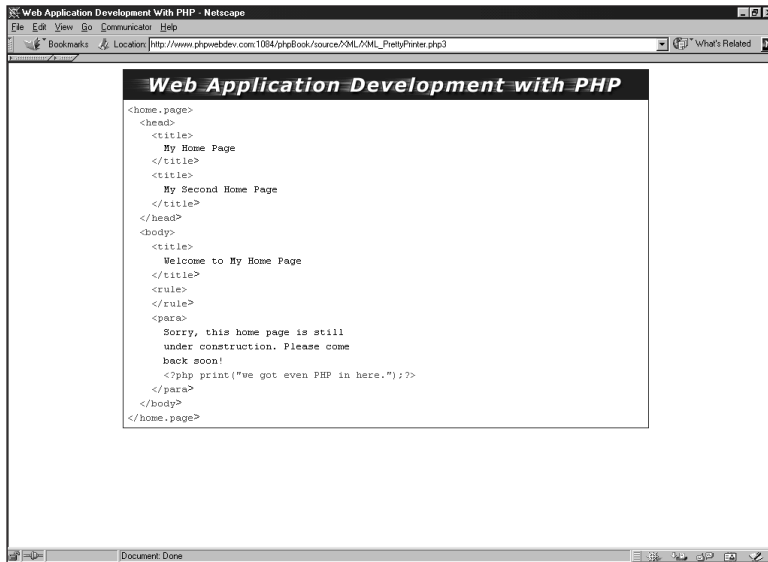 Web Application Development With PHP - Netscape
File Edit View Go Communicator Help
Bookmarks Location: http://www.phpwebdev.com:1084/phpBook/source/XML/XML_PrettyPrinter.php3 What's Related
Web Application Development with PHP
<home.page>
<head>
<title>
My Home Page
</title>
<title>
My Second Home Page
</title>
</head>
<body>
<title>
Welcome to My Home Page
</title>
<rule>
</rule>
<para>
Sorry, this home page is still
under construction. Please come
back soon!
<?php print("we got even PHP in here.");?>
</para>
</body>
</home.page>
Document: Done